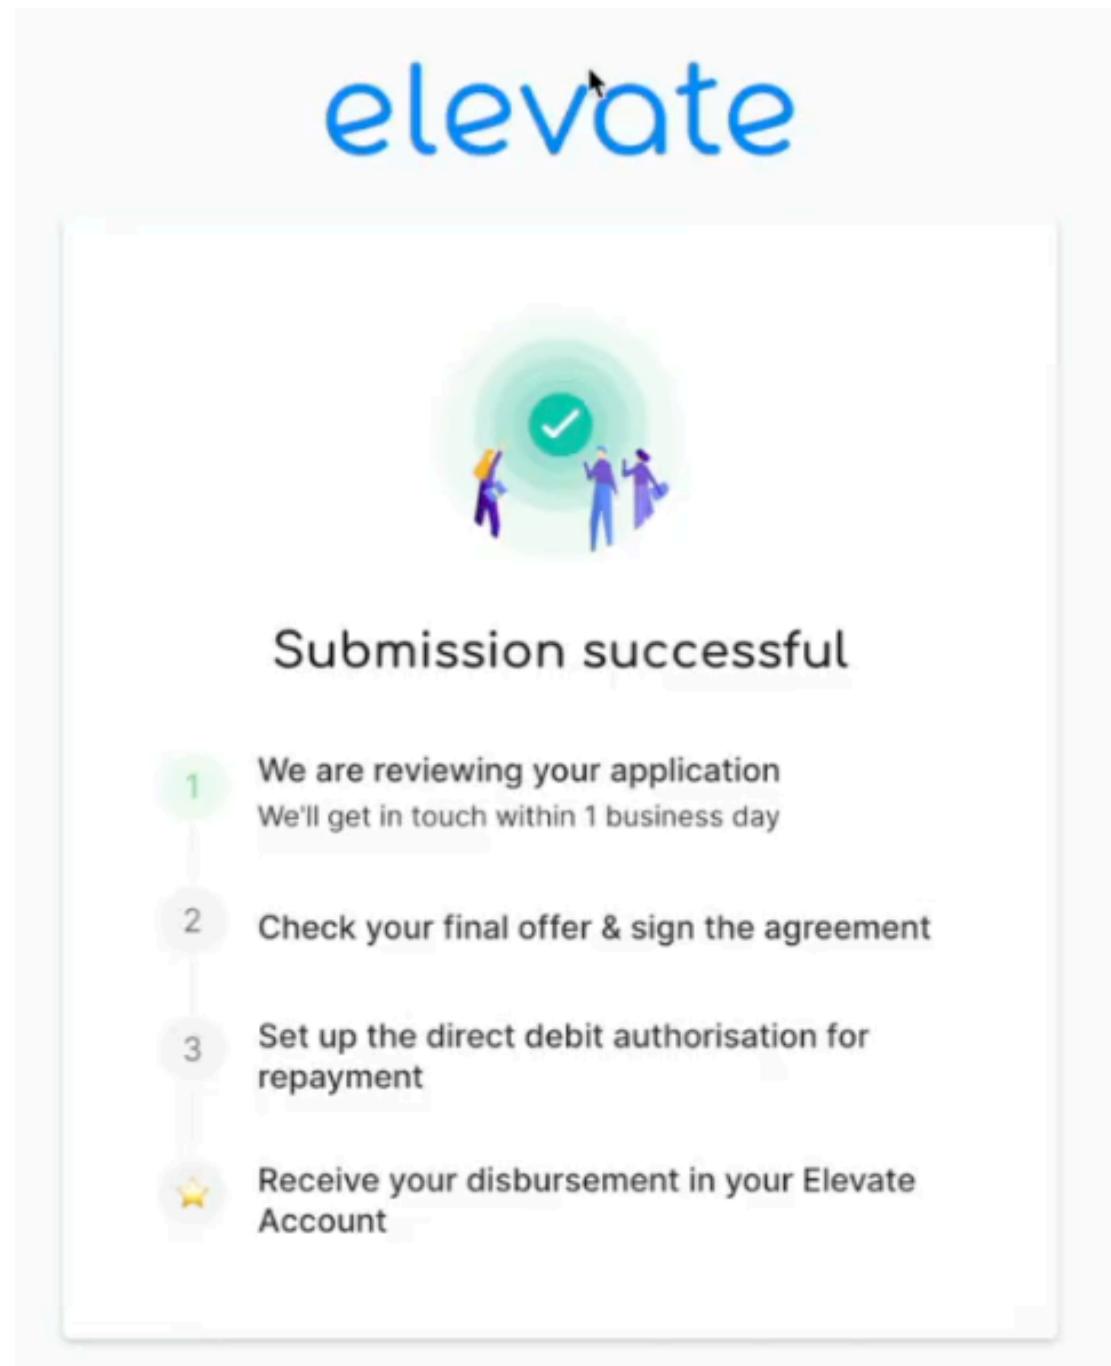 elevate
Submission successful
1
We are reviewing your application
We'll get in touch within 1 business day
2
Check your final offer & sign the agreement
3
Set up the direct debit authorisation for
repayment
Receive your disbursement in your Elevate
Account